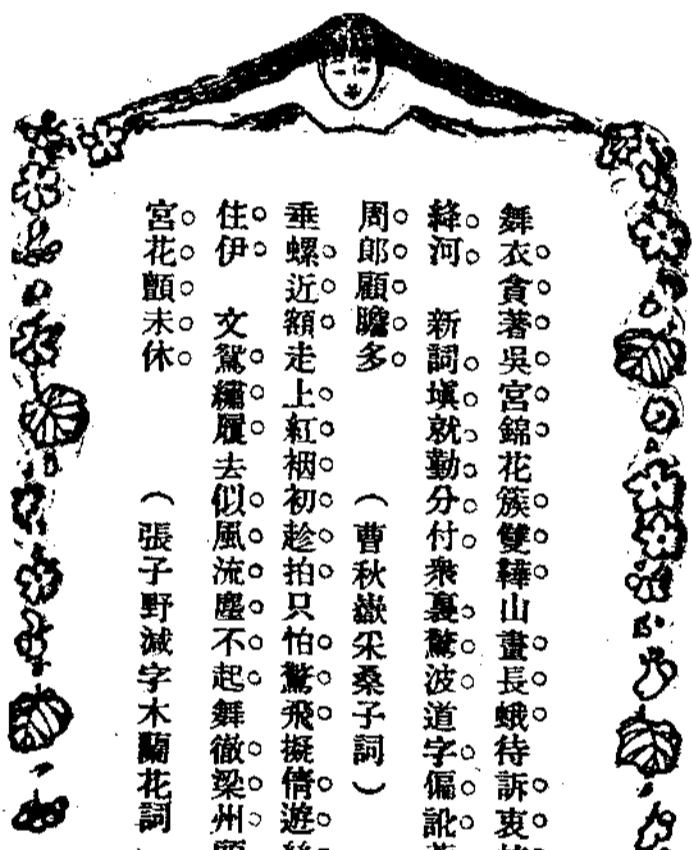 舞衣貪著吳宮錦花簇雙鞾山畫長蛾待訴衷
絳河　新詞塡就勤分付衆裏驚波道字偏訛
周郎顧瞻多　（曹秋嶽采桑子詞）
垂螺近額走上紅裀初趁拍只怕驚飛擬倩遊絲
住伊　文鴛繡履去似風流塵不起舞徹梁州
宮花顫未休　（張子野減字木蘭花詞